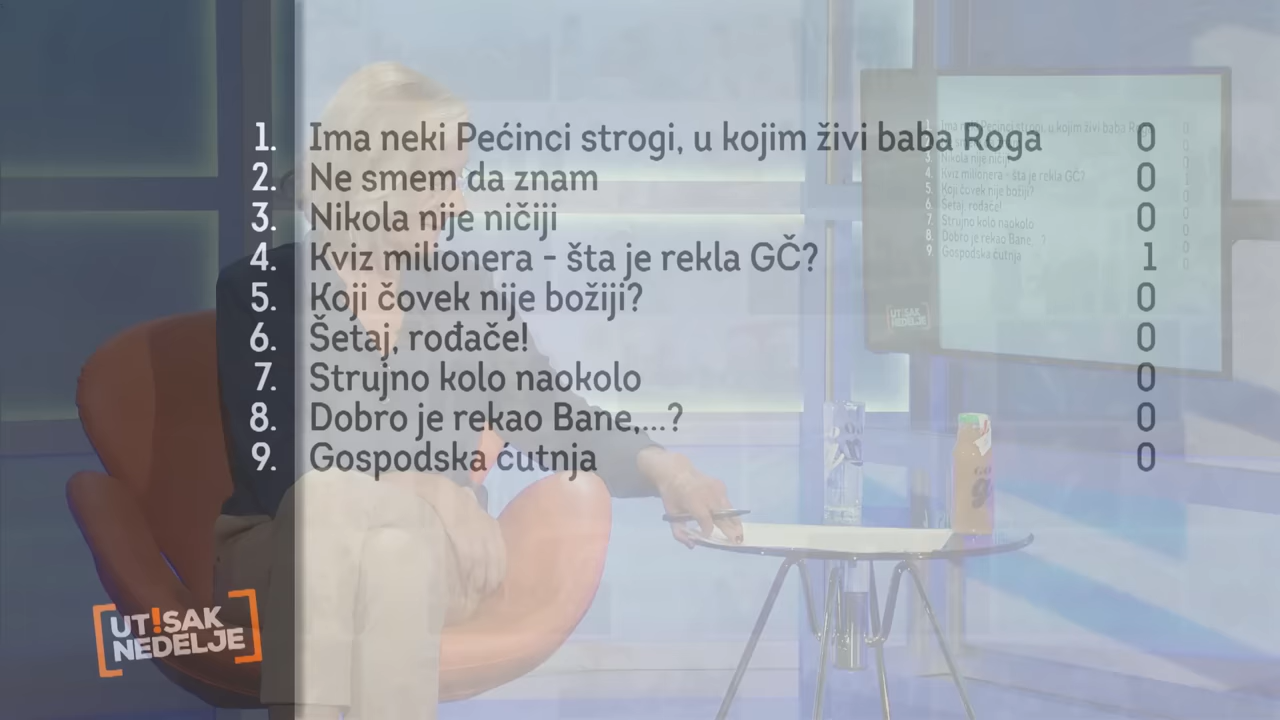 1. Ima neki Pećinci strogi, u kojim živi baba Roga 0
2. Ne smem da znam 0
3. Nikola nije ničiji 0
4. Kviz milionera - šta je rekla GČ? 1
5. Koji čovek nije božiji? 0
6. Šetaj, rođače! 0
7. Strujno kolo naokolo 0
8. Dobro je rekao Bane,...? 0
9. Gospodska ćutnja 0
UT!SAK
NEDELJE